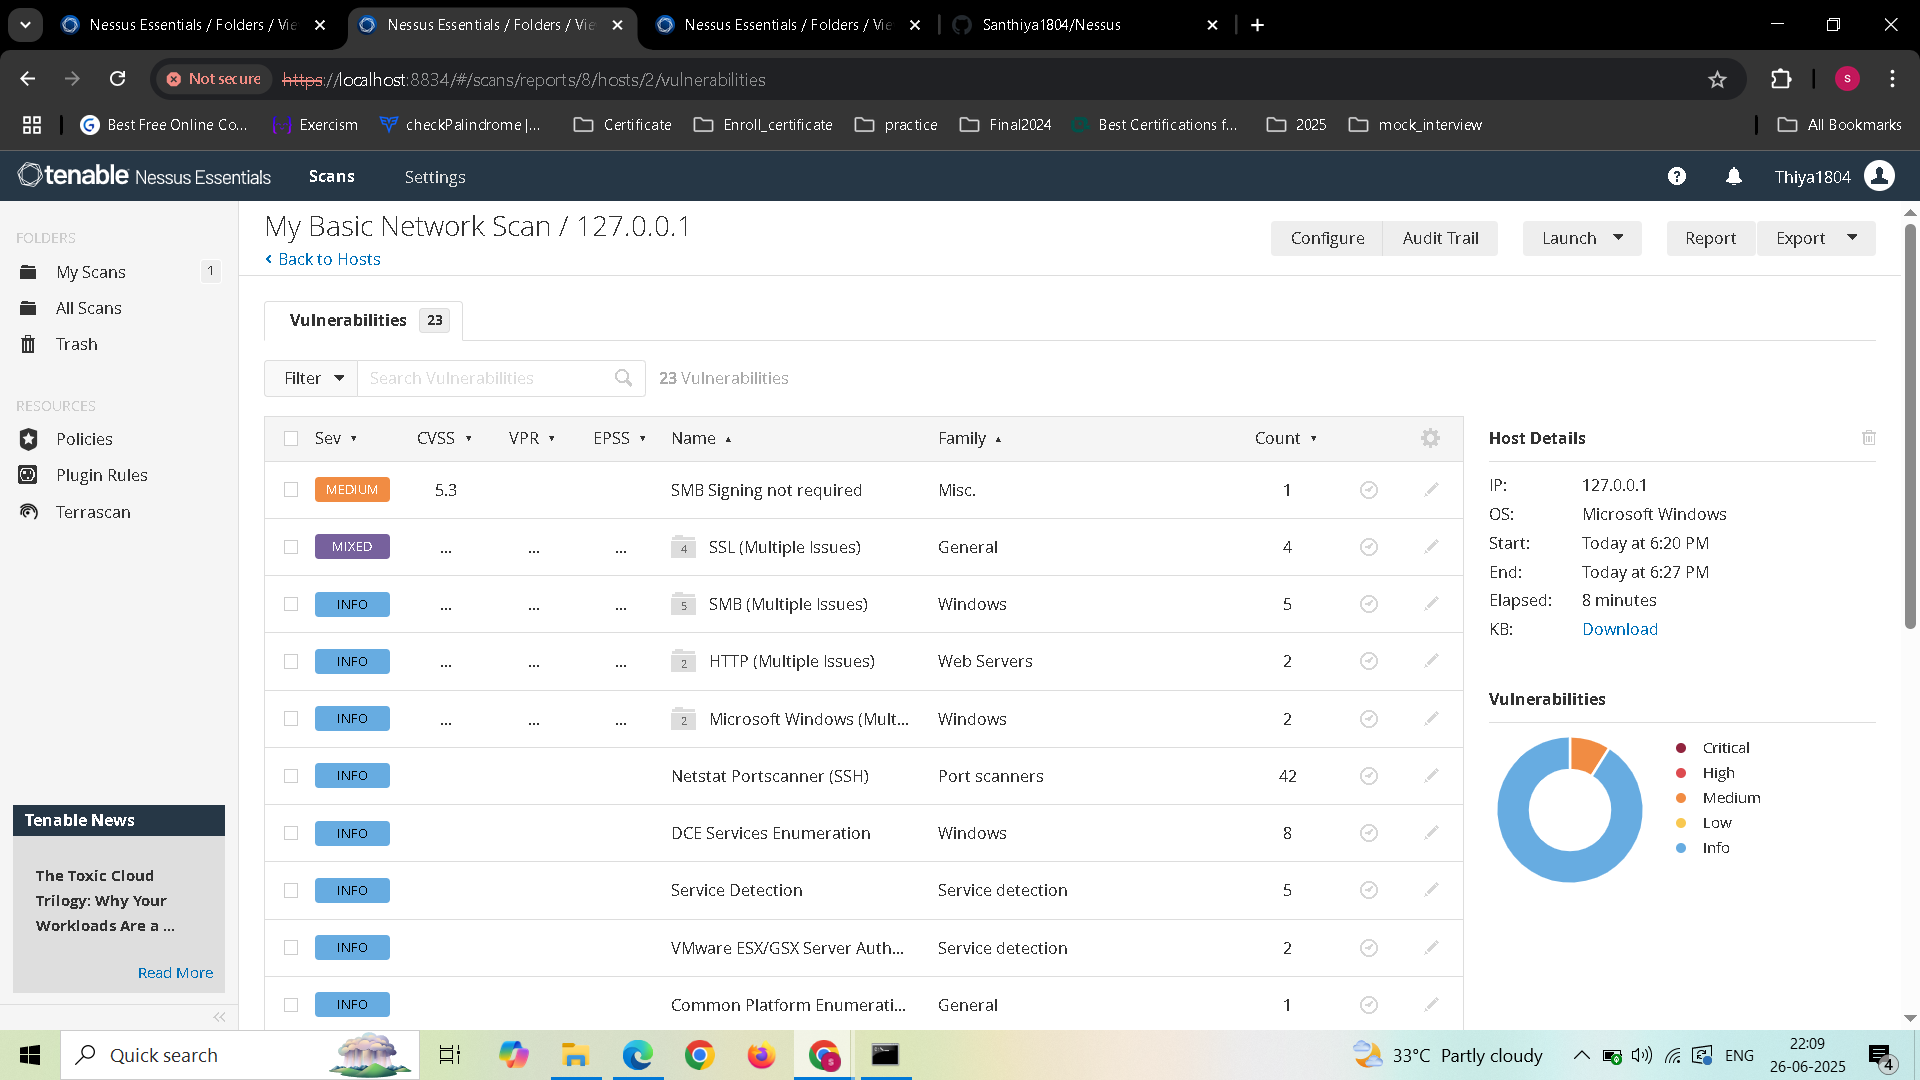 Nessus Essentials / Folders / Vie
Nessus Essentials / Folders / Vie
Nessus Essentials / Folders / Vie
Santhiya1804/Nessus
Not secure
https://localhost:8834/#/scans/reports/8/hosts/2/vulnerabilities
s
Best Free Online Co...
Exercism
checkPalindrome |...
Certificate
Enroll_certificate
practice
Final2024
Best Certifications f...
2025
mock_interview
All Bookmarks
tenable Nessus Essentials
Scans
Settings
Thiya1804
FOLDERS
My Scans
1
All Scans
Trash
RESOURCES
Policies
Plugin Rules
Terrascan
Tenable News
The Toxic Cloud
Trilogy: Why Your
Workloads Are a ...
Read More
My Basic Network Scan / 127.0.0.1
Back to Hosts
Configure
Audit Trail
Launch
Report
Export
Vulnerabilities 23
Filter
Search Vulnerabilities
23 Vulnerabilities
Sev CVSS VPR EPSS Name Family Count
MEDIUM 5.3 SMB Signing not required Misc. 1
MIXED ... ... ... 4 SSL (Multiple Issues) General 4
INFO ... ... ... 5 SMB (Multiple Issues) Windows 5
INFO ... ... ... 2 HTTP (Multiple Issues) Web Servers 2
INFO ... ... ... 2 Microsoft Windows (Mult... Windows 2
INFO Netstat Portscanner (SSH) Port scanners 42
INFO DCE Services Enumeration Windows 8
INFO Service Detection Service detection 5
INFO VMware ESX/GSX Server Auth... Service detection 2
INFO Common Platform Enumerati... General 1
Host Details
IP: 127.0.0.1
OS: Microsoft Windows
Start: Today at 6:20 PM
End: Today at 6:27 PM
Elapsed: 8 minutes
KB: Download
Vulnerabilities
Critical
High
Medium
Low
Info
Quick search
s
33°C Partly cloudy
ENG
22:09
26-06-2025
4